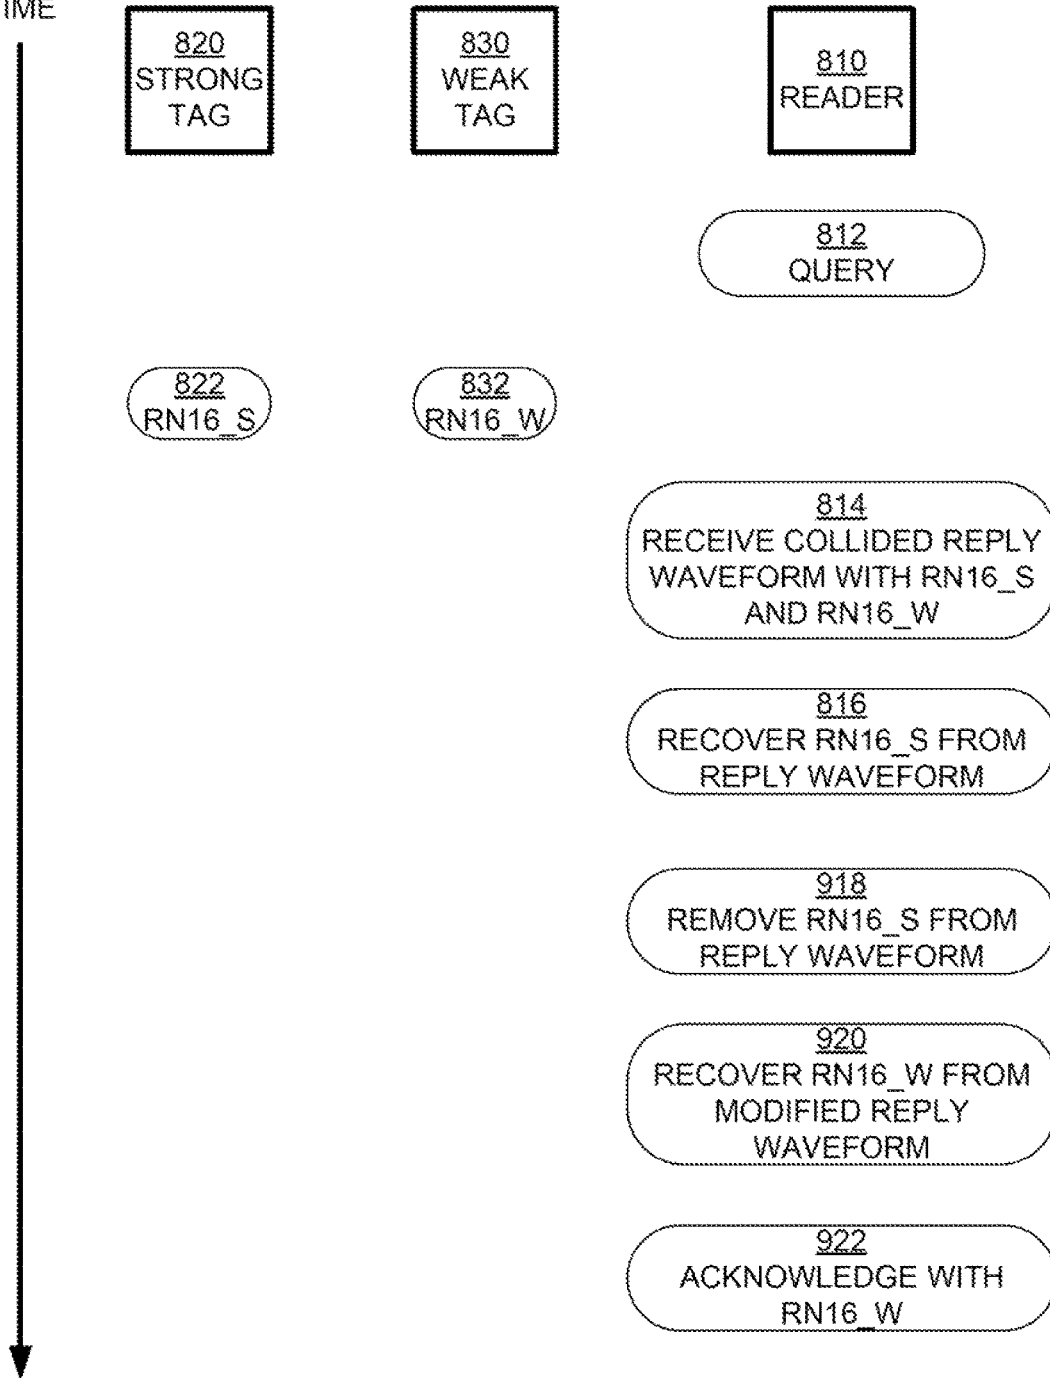 IME
820
STRONG
TAG
830
WEAK
TAG
810
READER
812
QUERY
822
RN16_S
832
RN16_W
814
RECEIVE COLLIDED REPLY
WAVEFORM WITH RN16_S
AND RN16_W
816
RECOVER RN16_S FROM
REPLY WAVEFORM
918
REMOVE RN16_S FROM
REPLY WAVEFORM
920
RECOVER RN16_W FROM
MODIFIED REPLY
WAVEFORM
922
ACKNOWLEDGE WITH
RN16_W